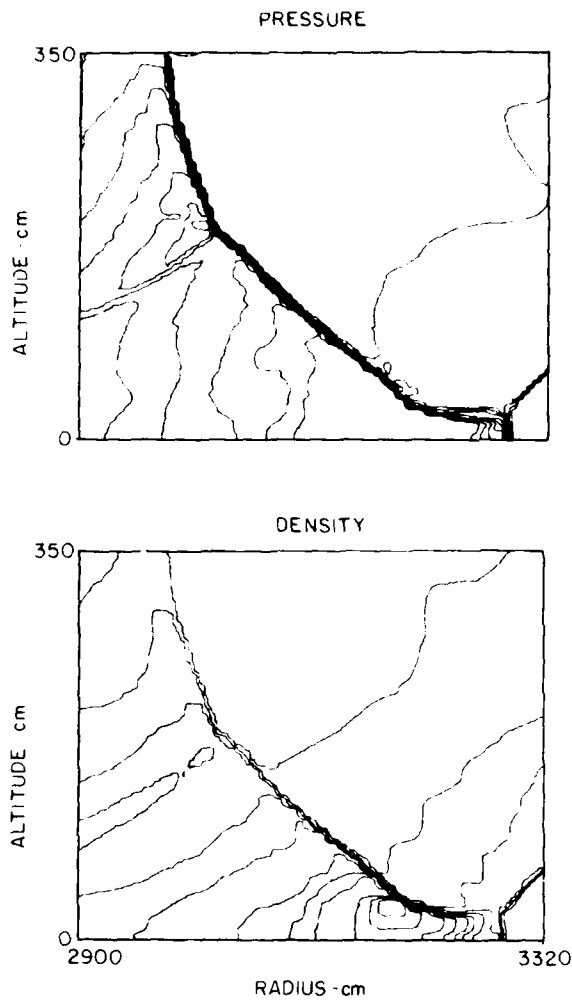 PRESSURE
350
ALTITUDE - cm
0
DENSITY
350
ALTITUDE cm
0
2900
3320
RADIUS - cm